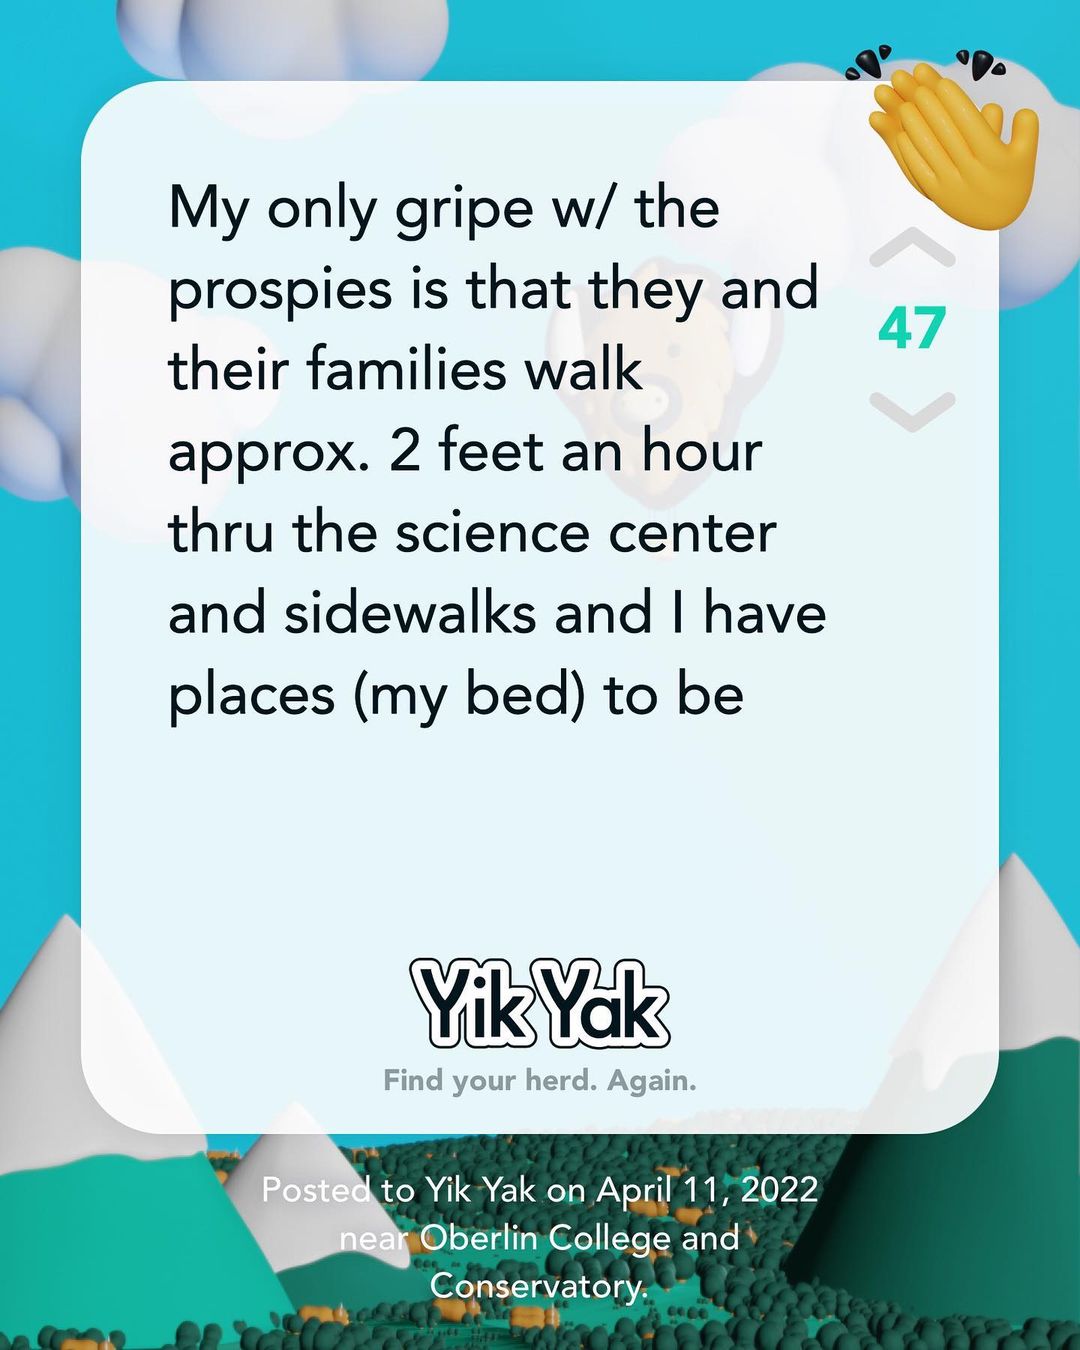 My only gripe w/ the
prospies is that they and
their families walk
approx. 2 feet an hour
thru the science center
and sidewalks and I have
places (my bed) to be
47
Yik Yak
Find your herd. Again.
Posted to Yik Yak on April 11, 2022
near Oberlin College and
Conservatory.